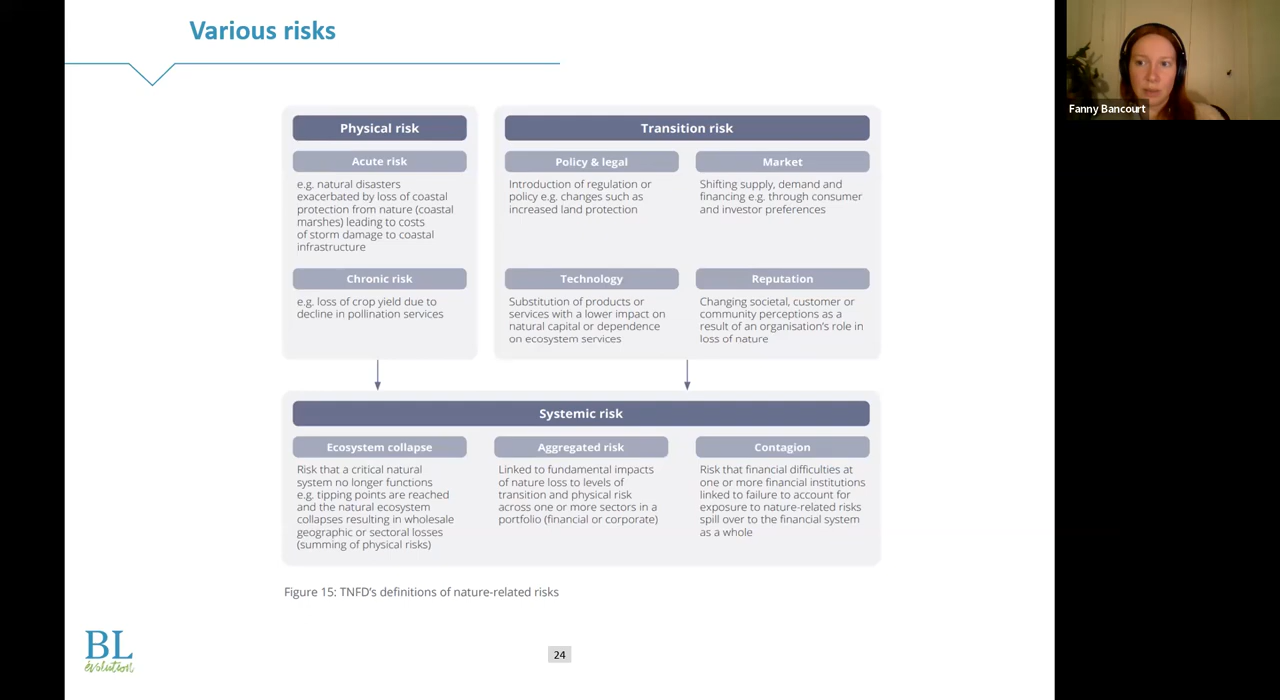 Various risks
Fanny Bancourt
Physical risk
Acute risk
e.g. natural disasters
exacerbated by loss of coastal
protection from nature (coastal
marshes) leading to costs
of storm damage to coastal
infrastructure
Chronic risk
e.g. loss of crop yield due to
decline in pollination services
Transition risk
Policy & legal
Introduction of regulation or
policy e.g. changes such as
increased land protection
Market
Shifting supply, demand and
financing e.g. through consumer
and investor preferences
Technology
Substitution of products or
services with a lower impact on
natural capital or dependence
on ecosystem services
Reputation
Changing societal, customer or
community perceptions as a
result of an organisation's role in
loss of nature
Systemic risk
Ecosystem collapse
Risk that a critical natural
system no longer functions
e.g. tipping points are reached
and the natural ecosystem
collapses resulting in wholesale
geographic or sectoral losses
(summing of physical risks)
Aggregated risk
Linked to fundamental impacts
of nature loss to levels of
transition and physical risk
across one or more sectors in a
portfolio (financial or corporate)
Contagion
Risk that financial difficulties at
one or more financial institutions
linked to failure to account for
exposure to nature-related risks
spill over to the financial system
as a whole
Figure 15: TNFD's definitions of nature-related risks
BL
évolution
24